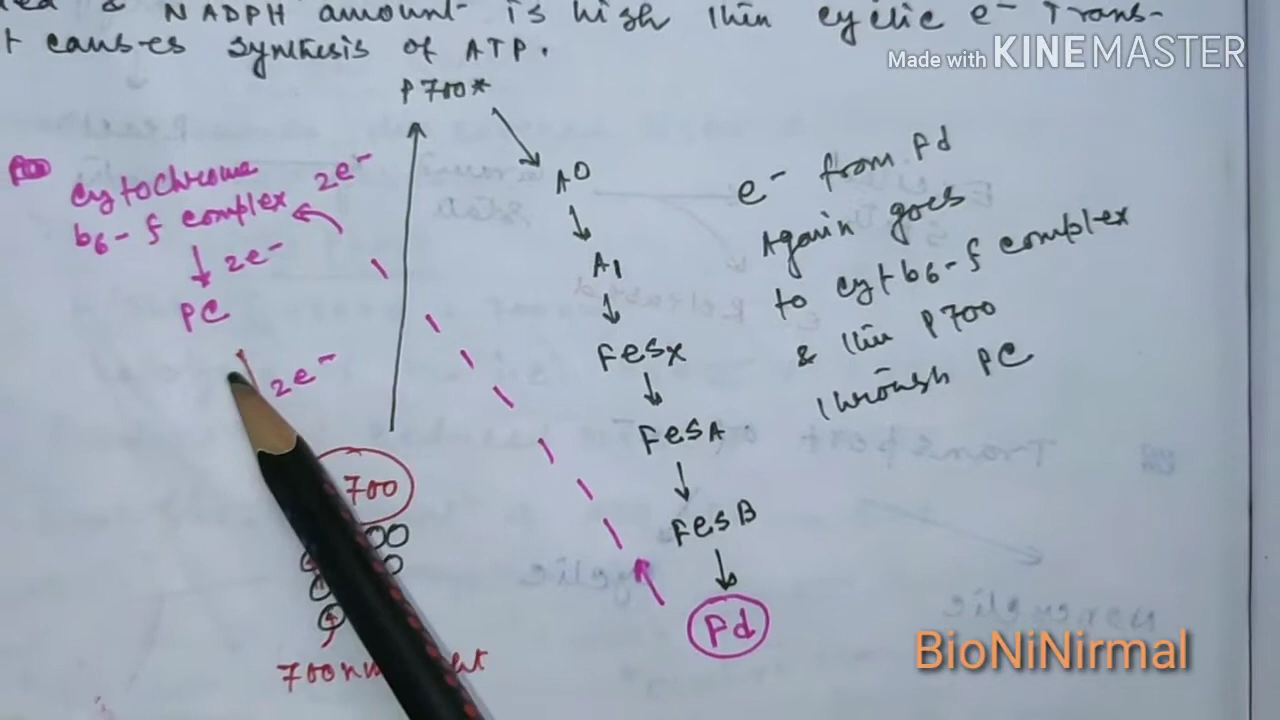 & NADPH amount is high then cyclic e⁻ Trans-
t causes synthesis of ATP.
Made with KINEMASTER
P700*
cytochrome
b6-f complex
2e⁻
2e⁻
PC
2e⁻
700
A0
A1
FeSX
FeSA
FeSB
Fd
e⁻ from Fd
Again goes
to cyt b6-f complex
& then P700
through PC
BioNiNirmal